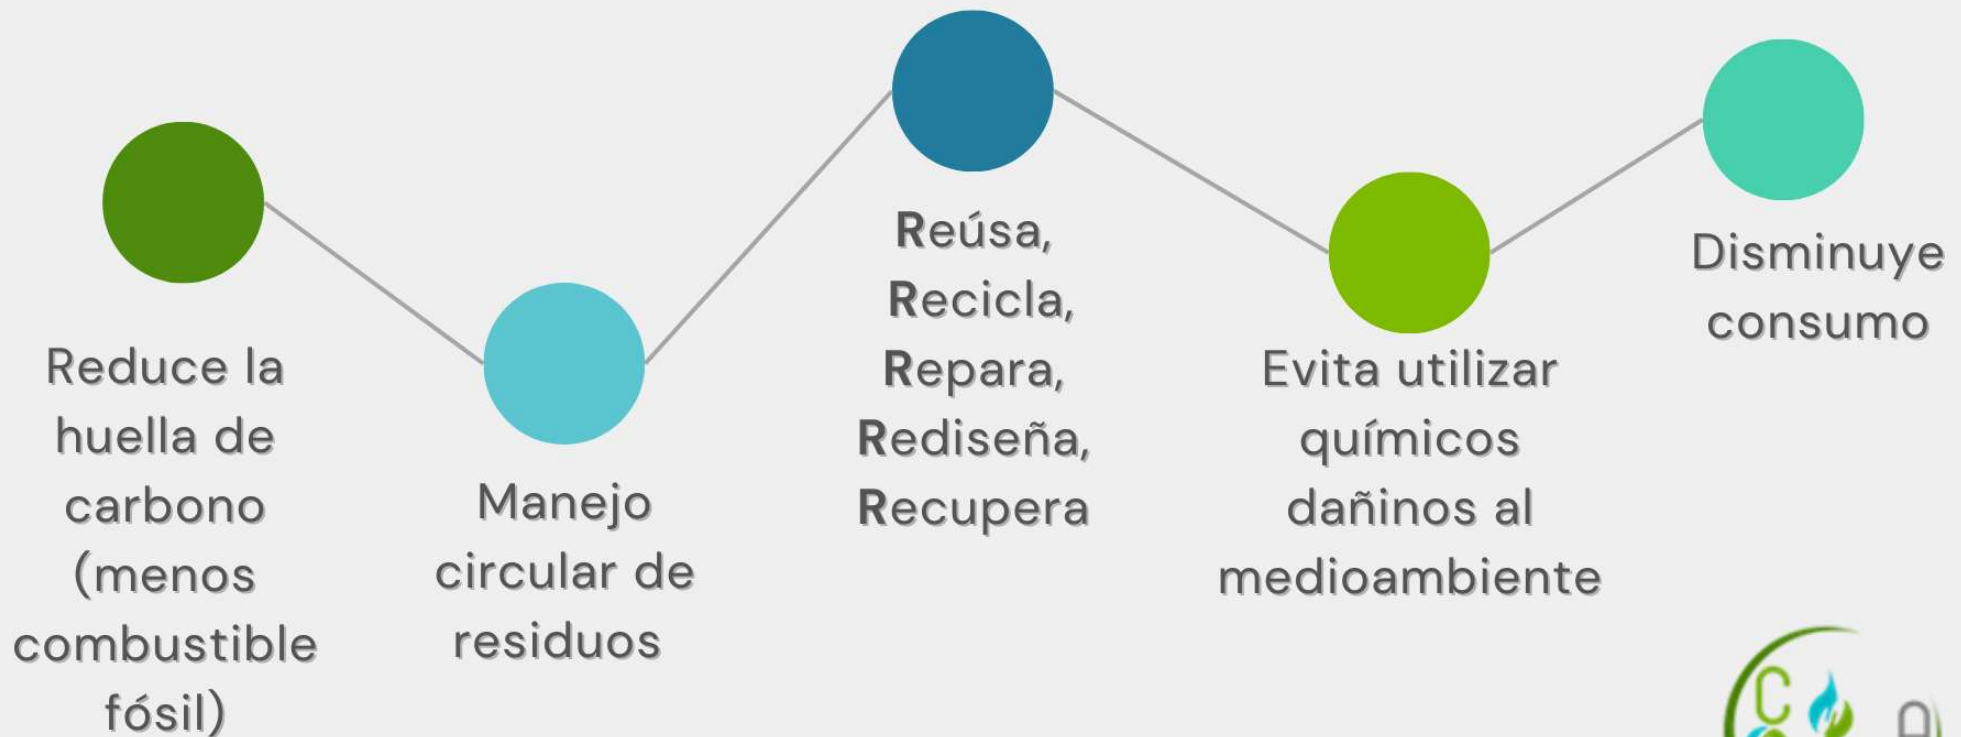 Reduce la
huella de
carbono
(menos
combustible
fósil)
Manejo
circular de
residuos
Reúsa,
Recicla,
Repara,
Rediseña,
Recupera
Evita utilizar
químicos
dañinos al
medioambiente
Disminuye
consumo